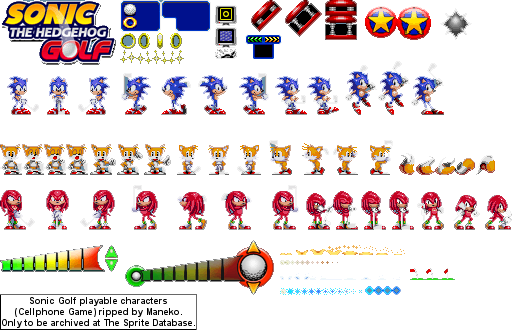 SONIC
THE HEDGEHOG
GOLF
Sonic Golf playable characters
(Cellphone Game) ripped by Maneko.
Only to be archived at The Sprite Database.